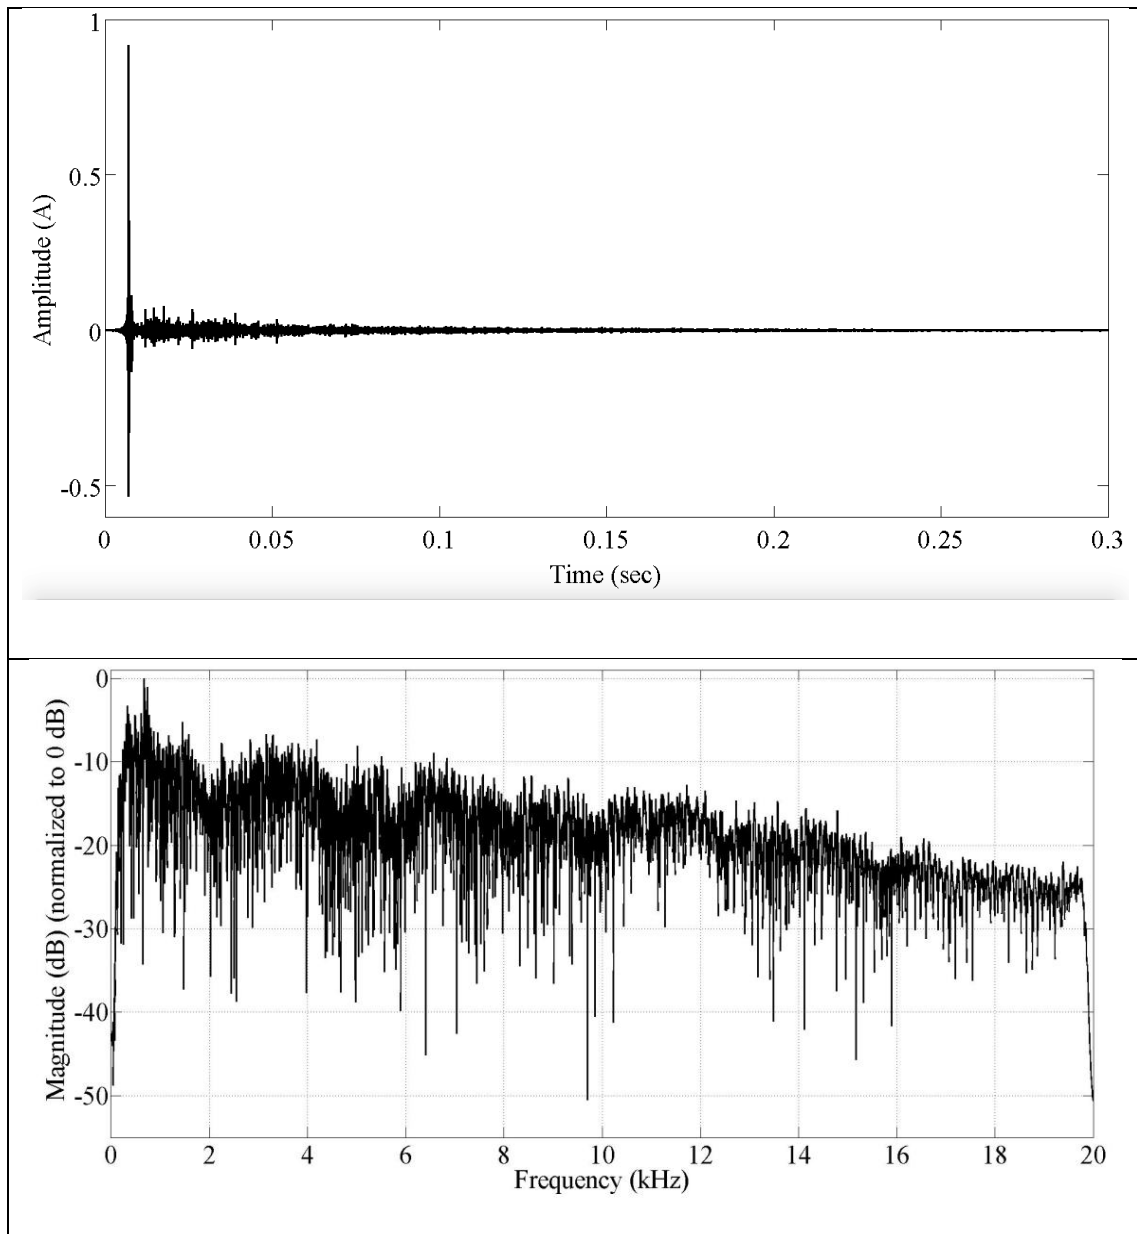 1
0.5
0
-0.5
Amplitude (A)
0 0.05 0.1 0.15 0.2 0.25 0.3
Time (sec)
0
-10
-20
-30
-40
-50
Magnitude (dB) (normalized to 0 dB)
0 2 4 6 8 10 12 14 16 18 20
Frequency (kHz)